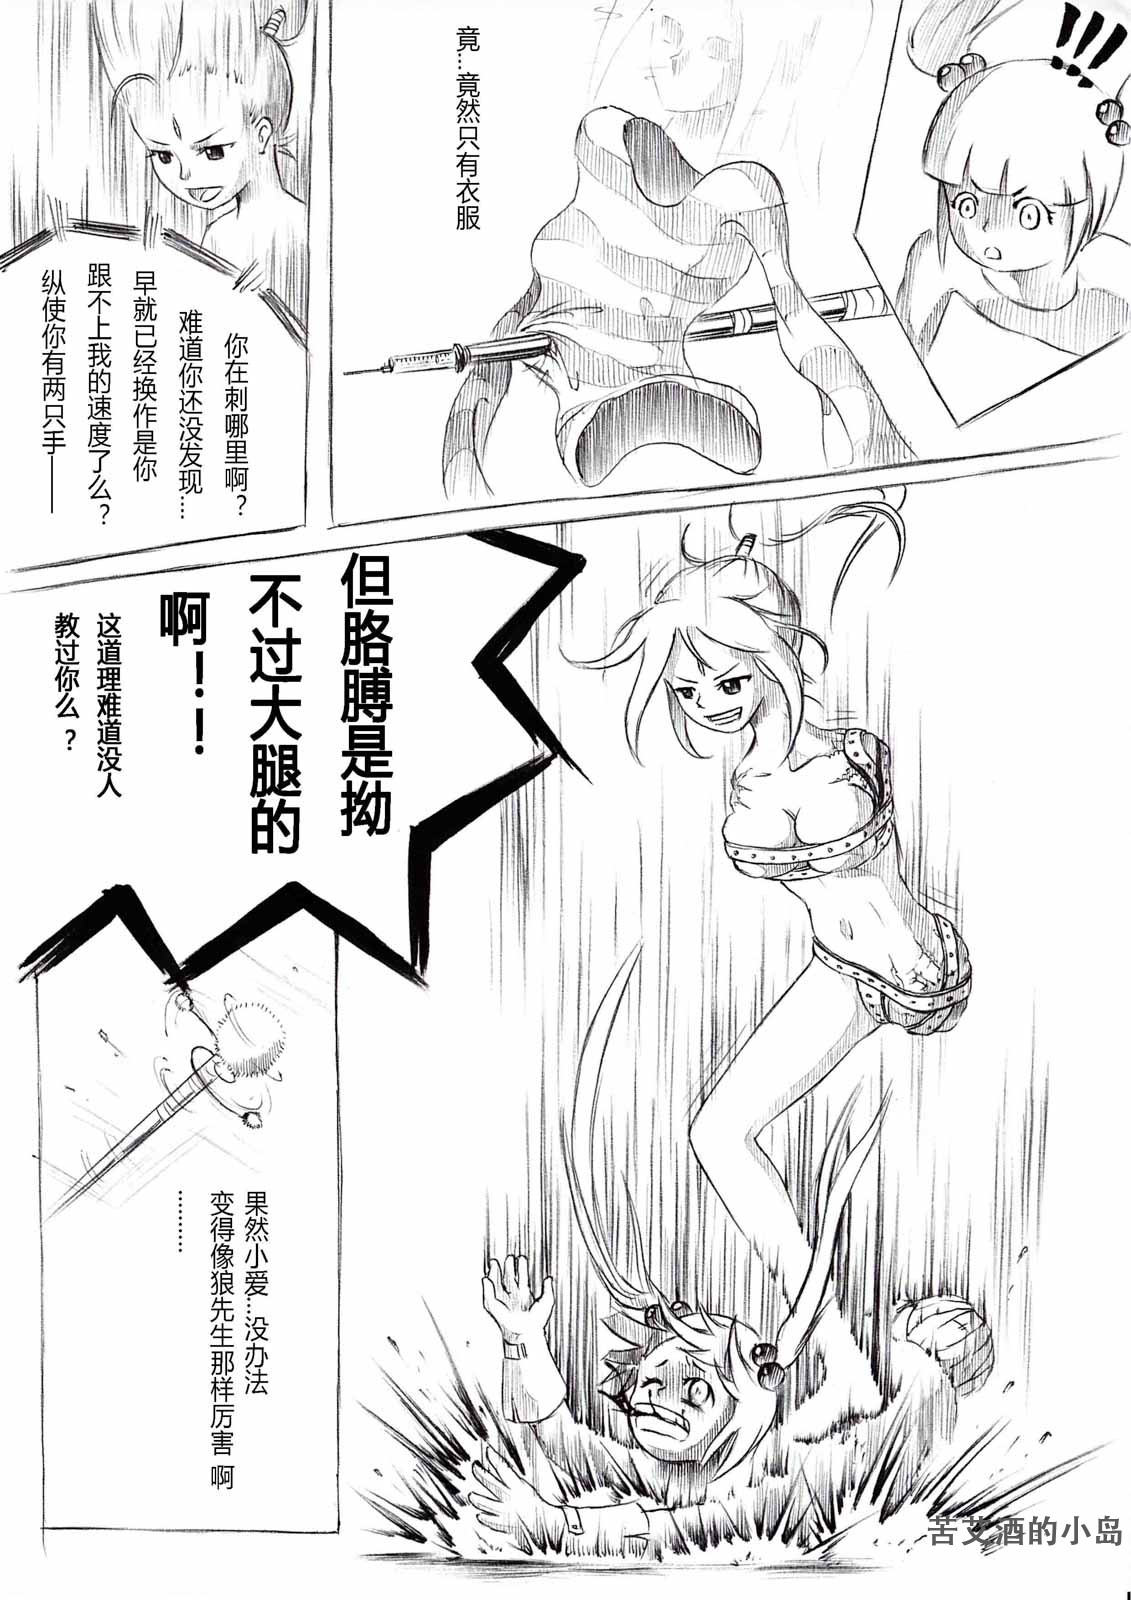 !!!
竟…竟然只有衣服
你在刺哪里啊？
难道你还没发现…
早就已经换作是你
跟不上我的速度了么？
纵使你有两只手——
但胳膊是拗
不过大腿的
啊！！
这道理难道没人
教过你么？
果然小爱…没办法
变得像狼先生那样厉害 啊
………
苦艾酒的小岛